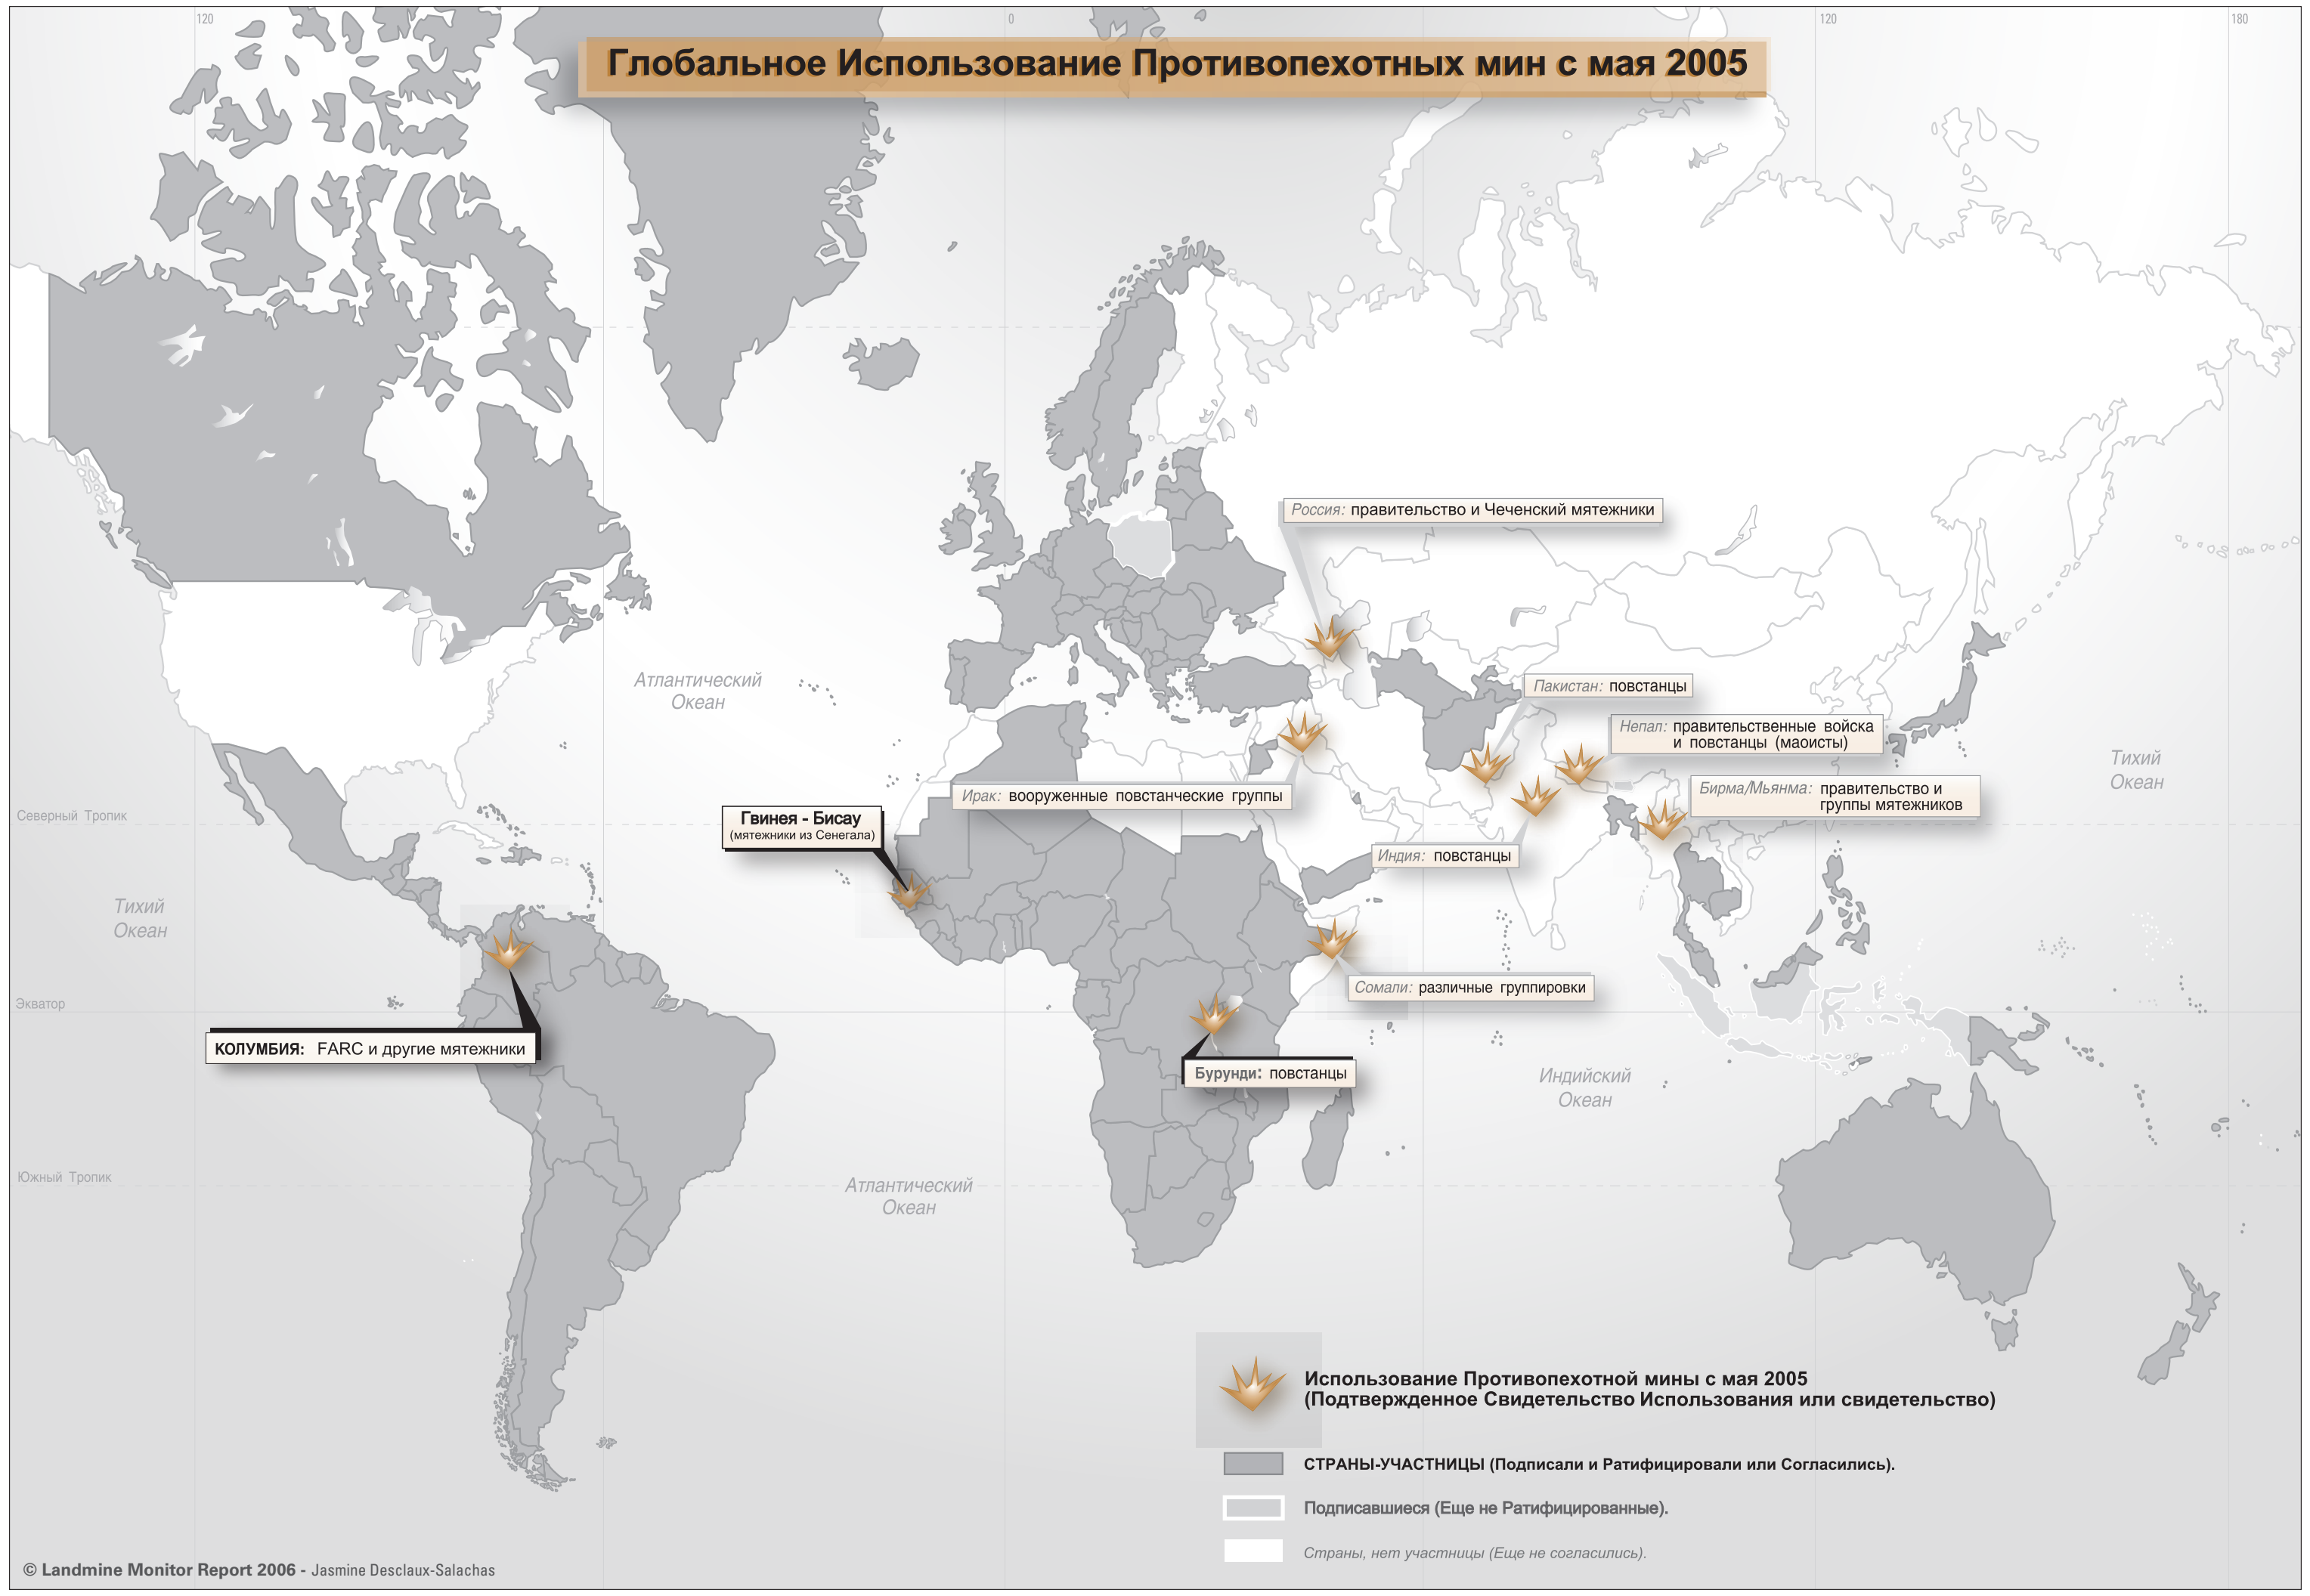 120
0
120
180
Глобальное Использование Противопехотных мин с мая 2005
Россия: правительство и Чеченский мятежники
Атлантический
Океан
Пакистан: повстанцы
Непал: правительственные войска
и повстанцы (маоисты)
Тихий
Океан
Ирак: вооруженные повстанческие группы
Бирма/Мьянма: правительство и
группы мятежников
Северный Тропик
Гвинея - Бисау
(мятежники из Сенегала)
Индия: повстанцы
Тихий
Океан
Сомали: различные группировки
Экватор
КОЛУМБИЯ: FARC и другие мятежники
Бурунди: повстанцы
Индийский
Океан
Южный Тропик
Атлантический
Океан
Использование Противопехотной мины с мая 2005
(Подтвержденное Свидетельство Использования или свидетельство)
СТРАНЫ-УЧАСТНИЦЫ (Подписали и Ратифицировали или Согласились).
Подписавшиеся (Еще не Ратифицированные).
Страны, нет участницы (Еще не согласились).
© Landmine Monitor Report 2006 - Jasmine Desclaux-Salachas